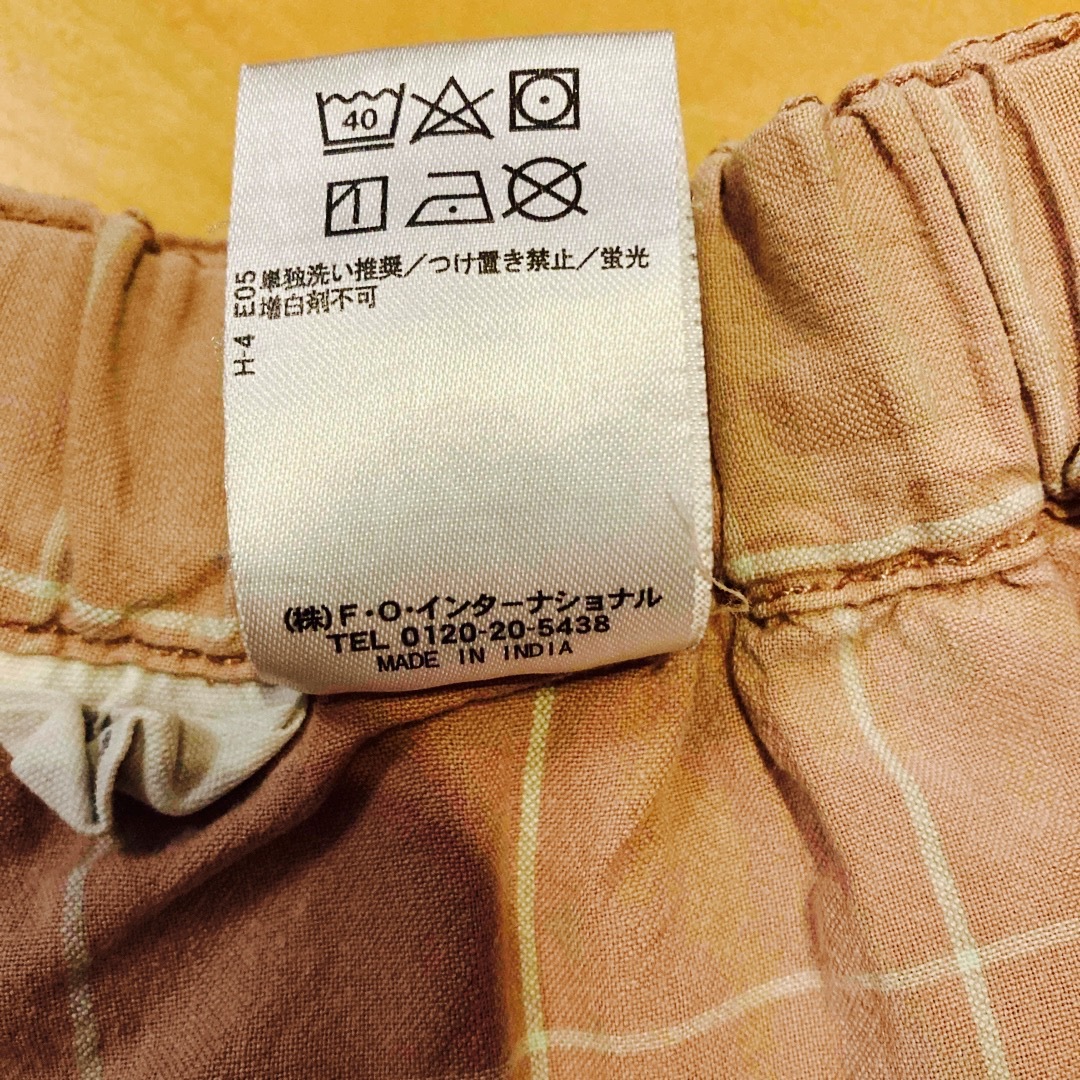 40
単独洗い推奨／つけ置き禁止／蛍光
増白剤不可
H-4 E05
(株)F・O・インターナショナル
TEL 0120-20-5438
MADE IN INDIA